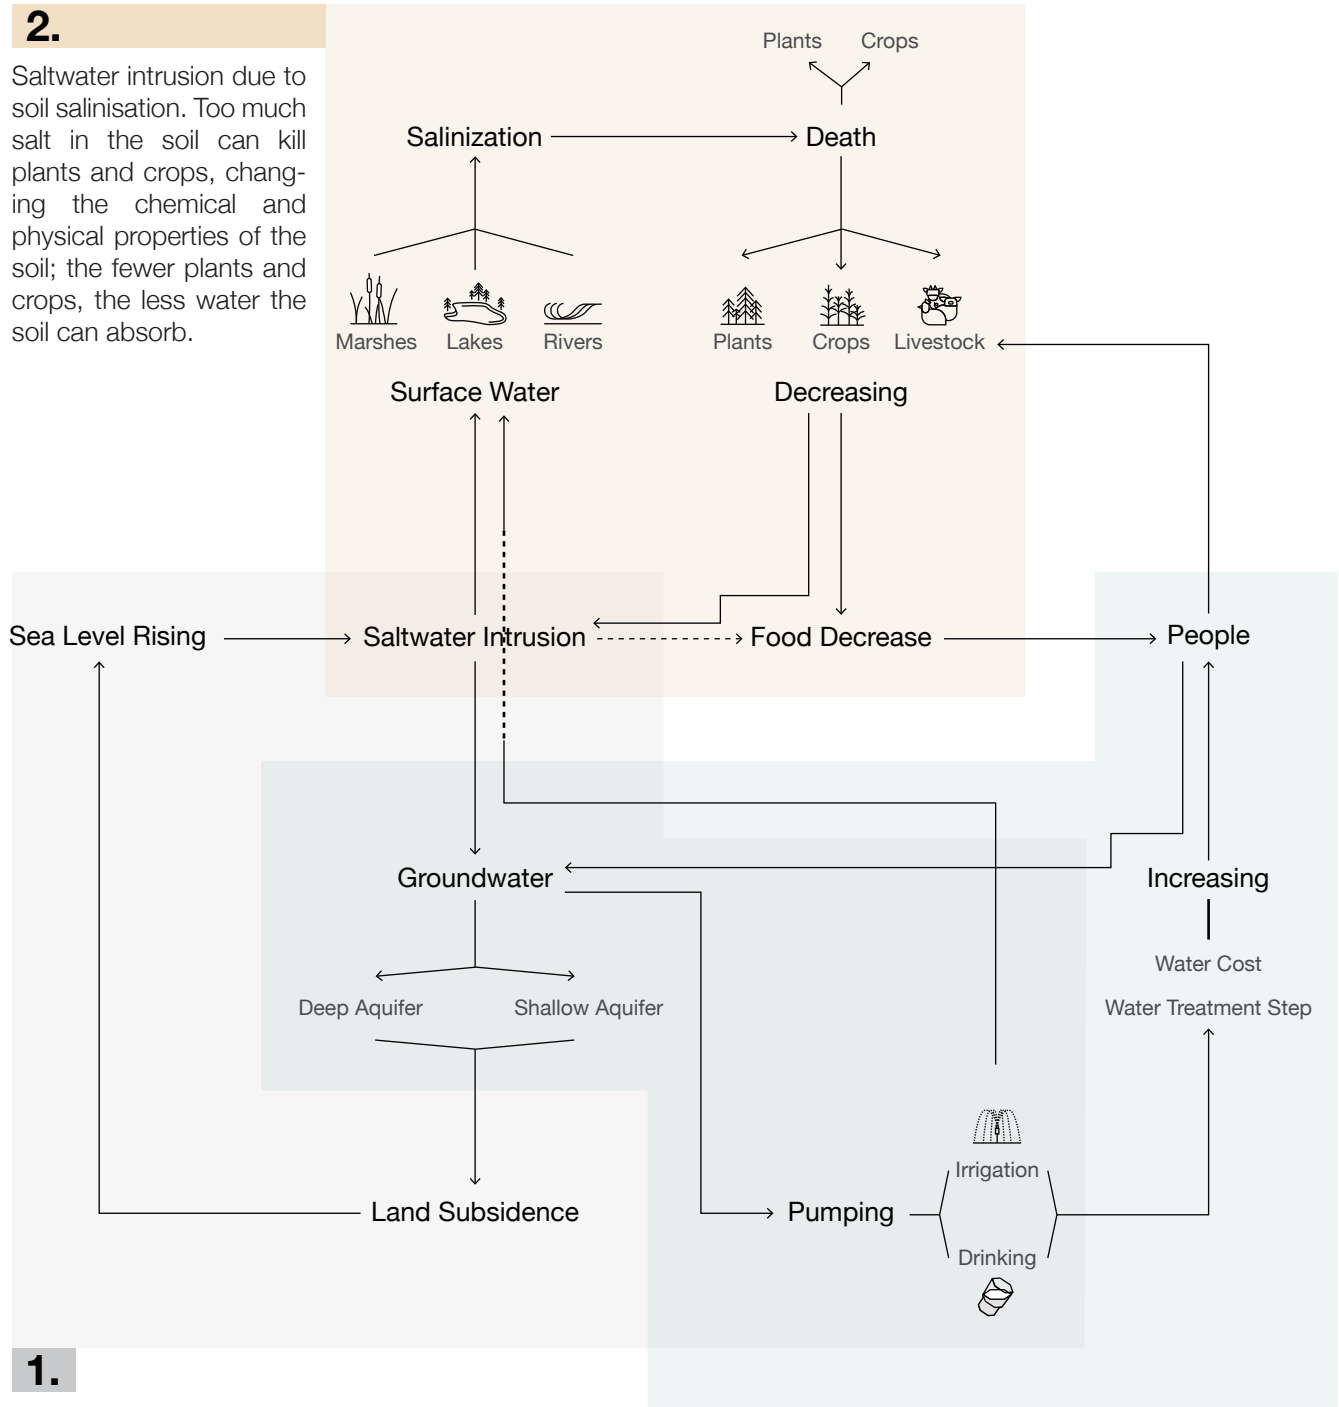 2.
Saltwater intrusion due to
soil salinisation. Too much
salt in the soil can kill
plants and crops, chang-
ing the chemical and
physical properties of the
soil; the fewer plants and
crops, the less water the
soil can absorb.
Plants Crops
Salinization Death
Marshes Lakes Rivers
Plants Crops Livestock
Surface Water Decreasing
Sea Level Rising Saltwater Intrusion Food Decrease People
Groundwater Increasing
Water Cost
Deep Aquifer Shallow Aquifer Water Treatment Step
Irrigation
Land Subsidence Pumping
Drinking
1.